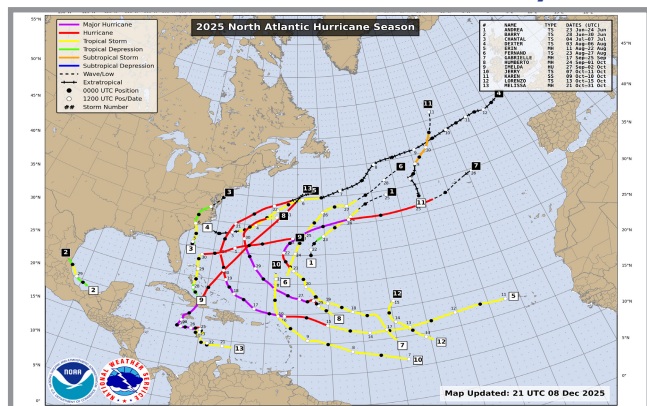 2025 North Atlantic Hurricane Season
Major Hurricane
Hurricane
Tropical Storm
Tropical Depression
Subtropical Storm
Subtropical Depression
Wave/Low
Extratropical
0000 UTC Position
1200 UTC Pos/Date
## Storm Number
# NAME TYPE DATES (UTC)
1 ANDREA TS 23 Jun-24 Jun
2 BARRY TS 28 Jun-30 Jun
3 CHANTAL TS 04 Jul-07 Jul
4 DEXTER TS 03 Aug-06 Aug
5 ERIN MH 11 Aug-22 Aug
6 FERNAND TS 23 Aug-27 Aug
7 GABRIELLE MH 17 Sep-25 Sep
8 HUMBERTO MH 24 Sep-01 Oct
9 IMELDA HU 27 Sep-02 Oct
10 JERRY TS 07 Oct-11 Oct
11 KAREN SS 09 Oct-10 Oct
12 LORENZO TS 13 Oct-15 Oct
13 MELISSA MH 21 Oct-31 Oct
NOAA
NATIONAL WEATHER SERVICE
Map Updated: 21 UTC 08 Dec 2025